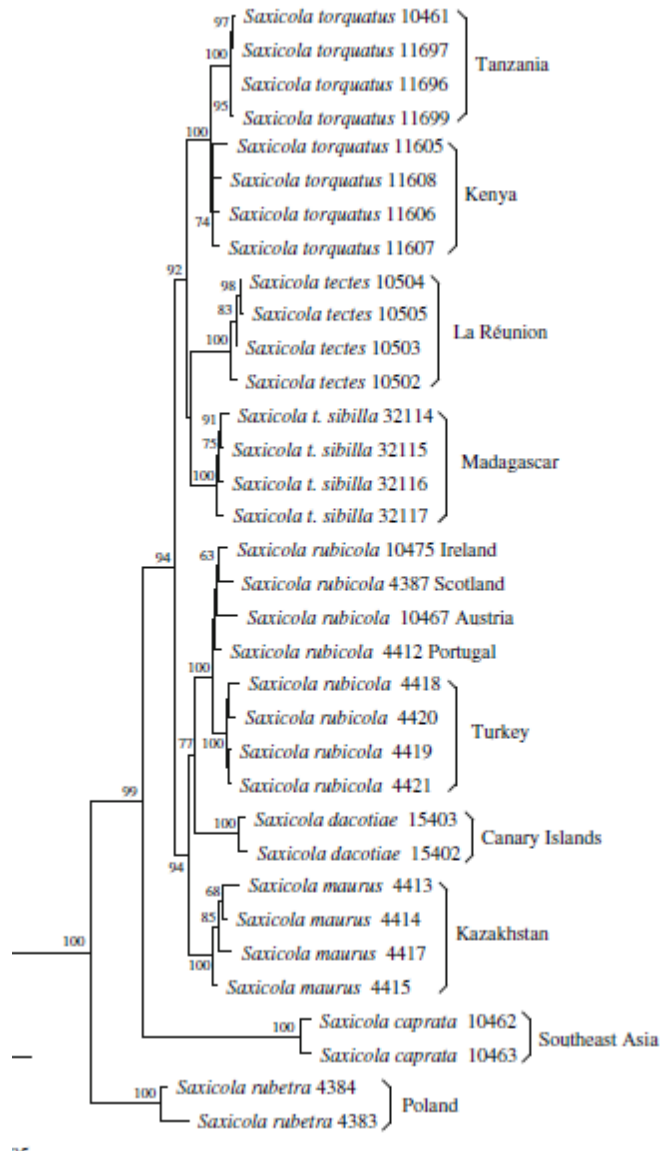 97
Saxicola torquatus 10461
Saxicola torquatus 11697
100
Tanzania
Saxicola torquatus 11696
95
Saxicola torquatus 11699
100
Saxicola torquatus 11605
Saxicola torquatus 11608
Kenya
Saxicola torquatus 11606
74
Saxicola torquatus 11607
92
98
Saxicola tectes 10504
83
Saxicola tectes 10505
La Réunion
100
Saxicola tectes 10503
Saxicola tectes 10502
91
Saxicola t. sibilla 32114
75
Saxicola t. sibilla 32115
Madagascar
100
Saxicola t. sibilla 32116
Saxicola t. sibilla 32117
94
63
Saxicola rubicola 10475 Ireland
Saxicola rubicola 4387 Scotland
Saxicola rubicola 10467 Austria
Saxicola rubicola 4412 Portugal
100
Saxicola rubicola 4418
Saxicola rubicola 4420
Turkey
77
100
Saxicola rubicola 4419
Saxicola rubicola 4421
99
100
Saxicola dacotiae 15403
Canary Islands
Saxicola dacotiae 15402
94
68
Saxicola maurus 4413
85
Saxicola maurus 4414
Kazakhstan
100
Saxicola maurus 4417
100
Saxicola maurus 4415
100
Saxicola caprata 10462
Southeast Asia
Saxicola caprata 10463
100
Saxicola rubetra 4384
Poland
Saxicola rubetra 4383